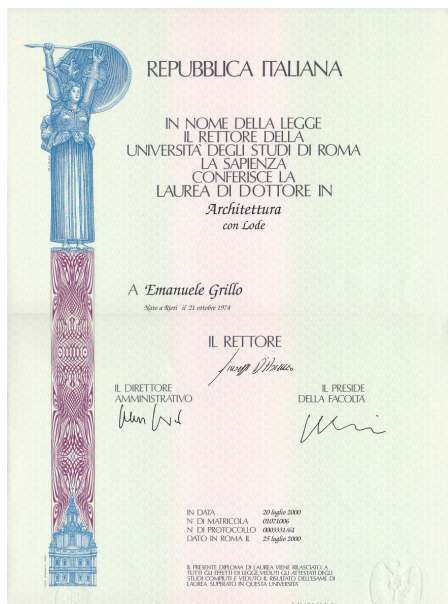 REPUBBLICA ITALIANA
IN NOME DELLA LEGGE
IL RETTORE DELLA
UNIVERSITA' DEGLI STUDI DI ROMA
LA SAPIENZA
CONFERISCE LA
LAUREA DI DOTTORE IN
Architettura
con Lode
A Emanuele Grillo
Nato a Rieti il 21 ottobre 1974
IL RETTORE
IL DIRETTORE
AMMINISTRATIVO
IL PRESIDE
DELLA FACOLTA'
IN DATA 20 luglio 2000
N DI MATRICOLA 01071006
N DI PROTOCOLLO
DATO IN ROMA IL 25 luglio 2000
IL PRESENTE DIPLOMA DI LAUREA VIENE RILASCIATO A
TUTTI GLI EFFETTI DI LEGGE, VEDUTI GLI ATTESTATI DEGLI
STUDI COMPIUTI E VEDUTO IL RISULTATO DELL'ESAME DI
LAUREA SUPERATO IN QUESTA UNIVERSITA'